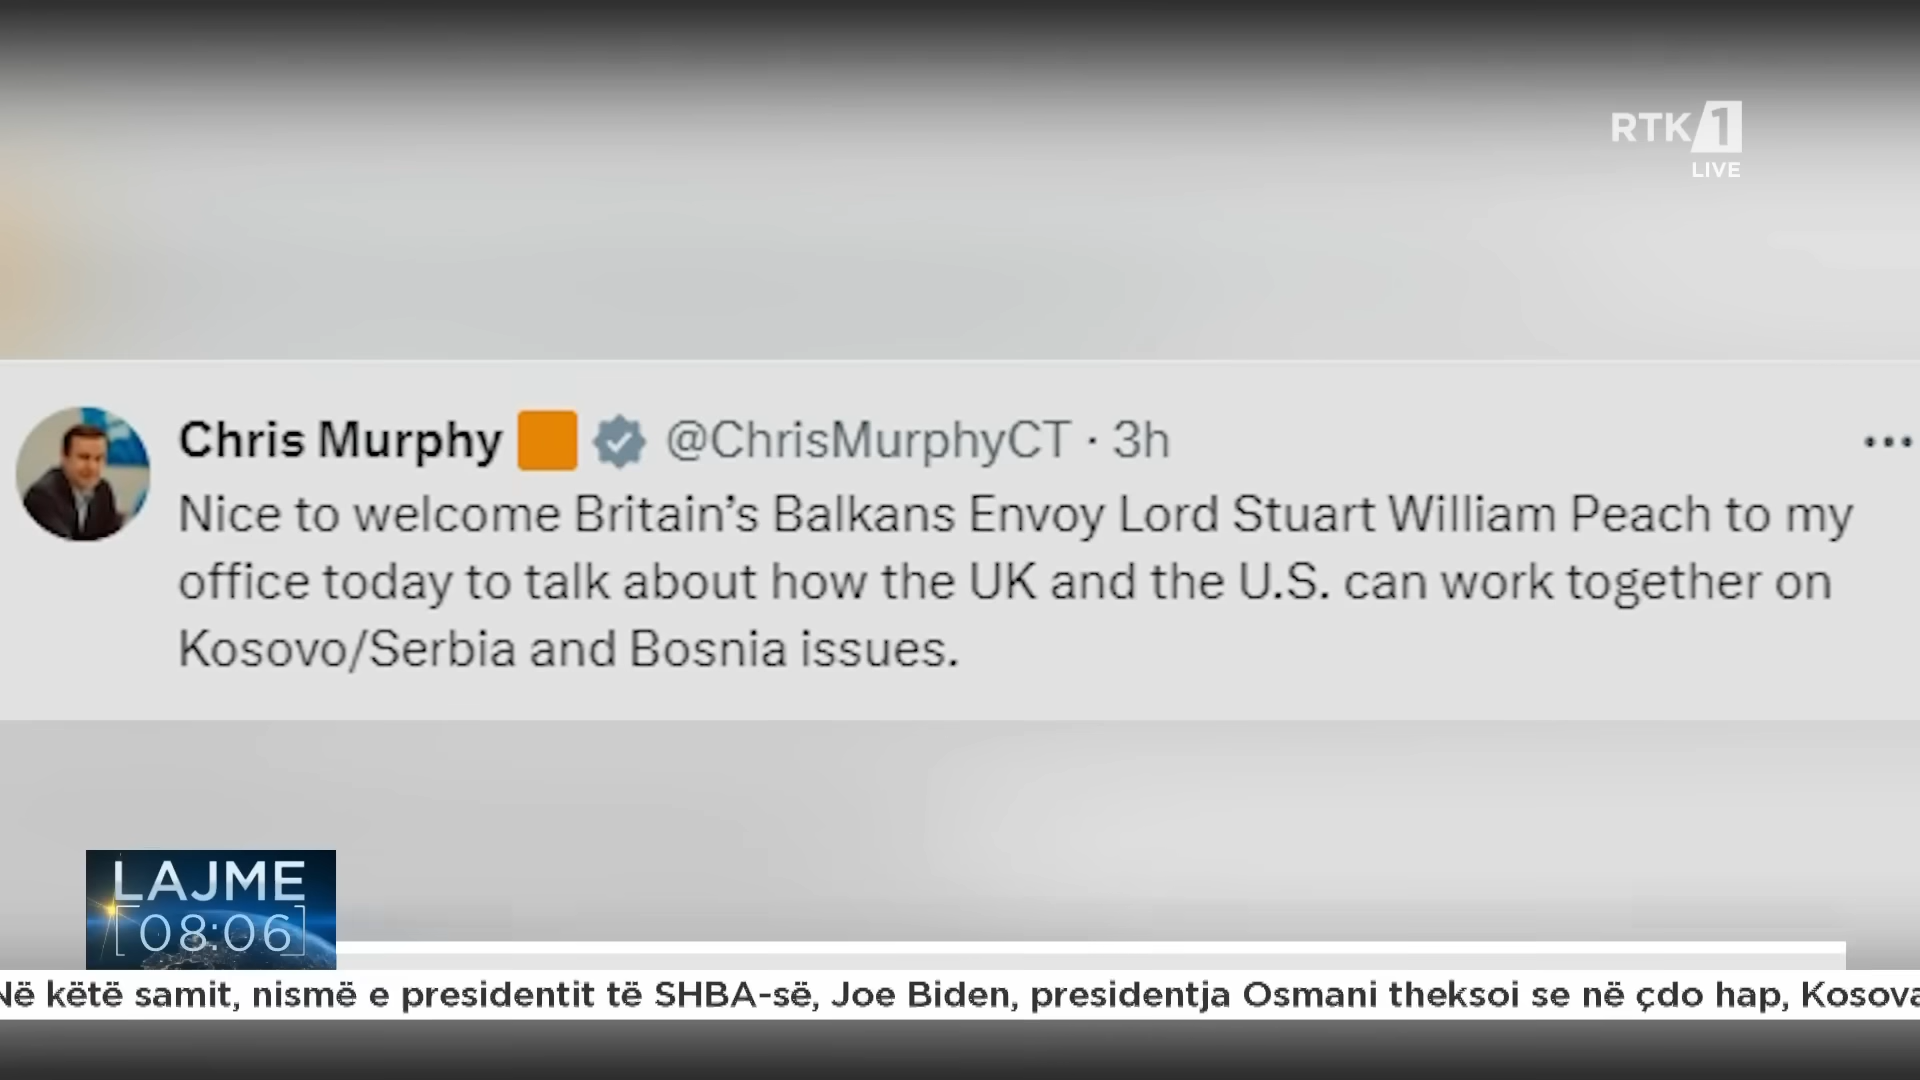 RTK 1
LIVE
Chris Murphy @ChrisMurphyCT · 3h
Nice to welcome Britain’s Balkans Envoy Lord Stuart William Peach to my
office today to talk about how the UK and the U.S. can work together on
Kosovo/Serbia and Bosnia issues.
LAJME
08:06
Në këtë samit, nismë e presidentit të SHBA-së, Joe Biden, presidentja Osmani theksoi se në çdo hap, Kosova